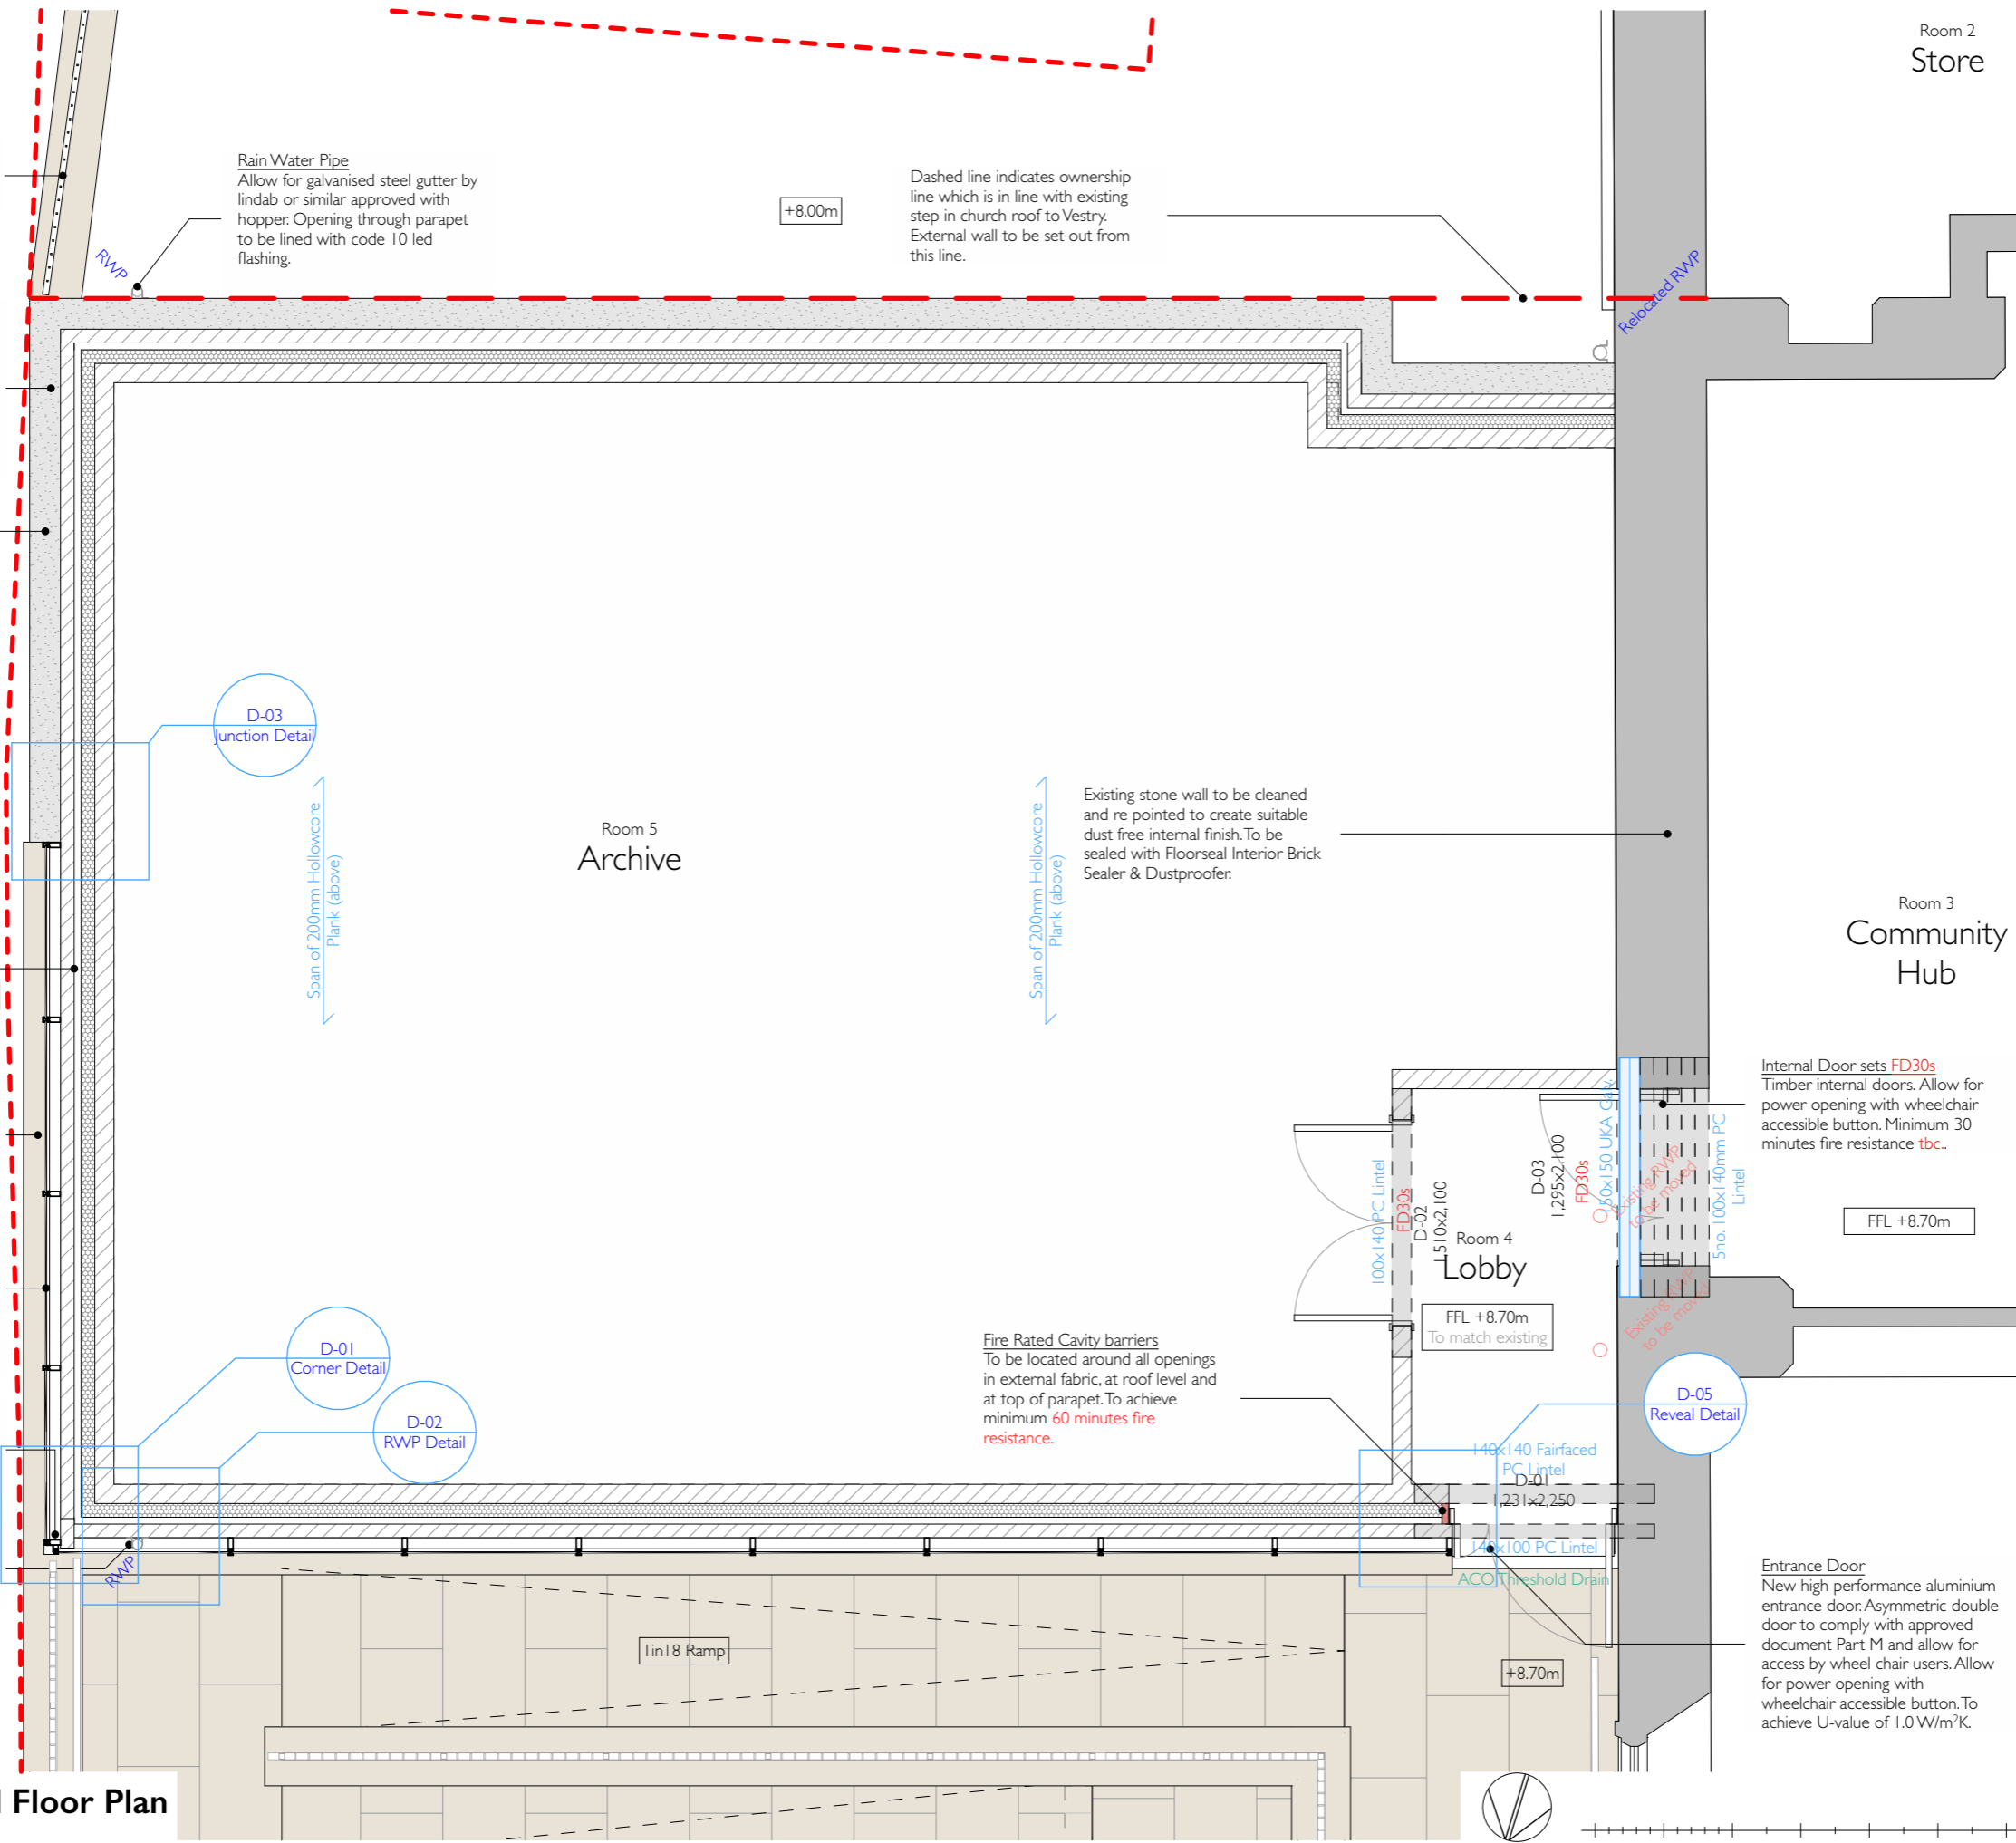 Room 2
Store
Rain Water Pipe
Allow for galvanised steel gutter by
lindab or similar approved with
hopper. Opening through parapet
to be lined with code 10 led
flashing.
RWP
+8.00m
Dashed line indicates ownership
line which is in line with existing
step in church roof to Vestry.
External wall to be set out from
this line.
Relocated RWP
D-03
Junction Detail
Span of 200mm Hollowcore
Plank (above)
Room 5
Archive
Span of 200mm Hollowcore
Plank (above)
Existing stone wall to be cleaned
and re pointed to create suitable
dust free internal finish. To be
sealed with Floorseal Interior Brick
Sealer & Dustproofer.
Room 3
Community
Hub
Internal Door sets FD30s
Timber internal doors. Allow for
power opening with wheelchair
accessible button. Minimum 30
minutes fire resistance tbc..
FFL +8.70m
100x140 PC Lintel
FD30s
D-02
1,510x2,100
D-03
1,295x2,100
FD30s
150x150 UKA Galv.
Existing RWP
to be moved
5no. 100x140mm PC
Lintel
Room 4
Lobby
FFL +8.70m
To match existing
Existing RWP
to be moved
Fire Rated Cavity barriers
To be located around all openings
in external fabric, at roof level and
at top of parapet. To achieve
minimum 60 minutes fire
resistance.
D-01
Corner Detail
D-02
RWP Detail
D-05
Reveal Detail
140x140 Fairfaced
PC Lintel
D-01
1,231x2,250
140x100 PC Lintel
ACO Threshold Drain
RWP
1in18 Ramp
+8.70m
Entrance Door
New high performance aluminium
entrance door. Asymmetric double
door to comply with approved
document Part M and allow for
access by wheel chair users. Allow
for power opening with
wheelchair accessible button. To
achieve U-value of 1.0 W/m²K.
Floor Plan